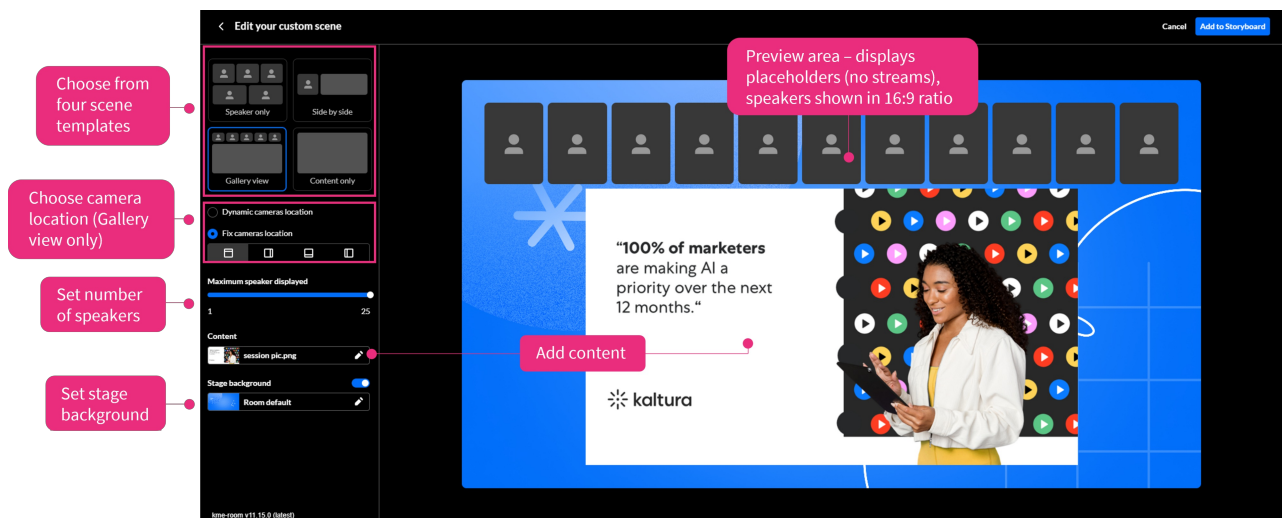 Edit your custom scene
Cancel
Add to Storyboard
Choose from
four scene
templates
Speaker only
Side by side
Gallery view
Content only
Preview area – displays
placeholders (no streams),
speakers shown in 16:9 ratio
Choose camera
location (Gallery
view only)
Dynamic cameras location
Fix cameras location
Set number
of speakers
Maximum speaker displayed
1
25
Content
session pic.png
Add content
Set stage
background
Stage background
Room default
“100% of marketers
are making AI a
priority over the next
12 months.“
kaltura
kme-room v11.15.0 (latest)